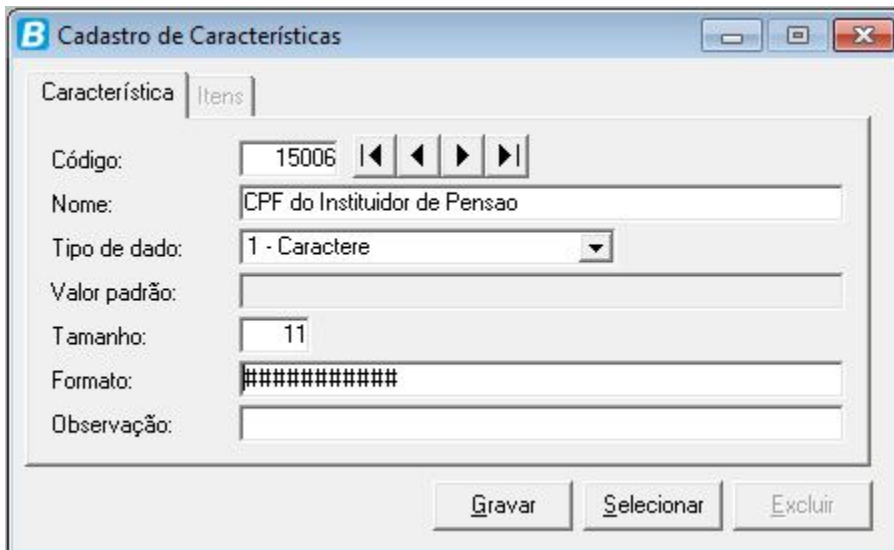 B Cadastro de Características
Característica Itens
Código: 15006
Nome: CPF do Instituidor de Pensao
Tipo de dado: 1 - Caractere
Valor padrão:
Tamanho: 11
Formato: ###########
Observação:
Gravar Selecionar Excluir